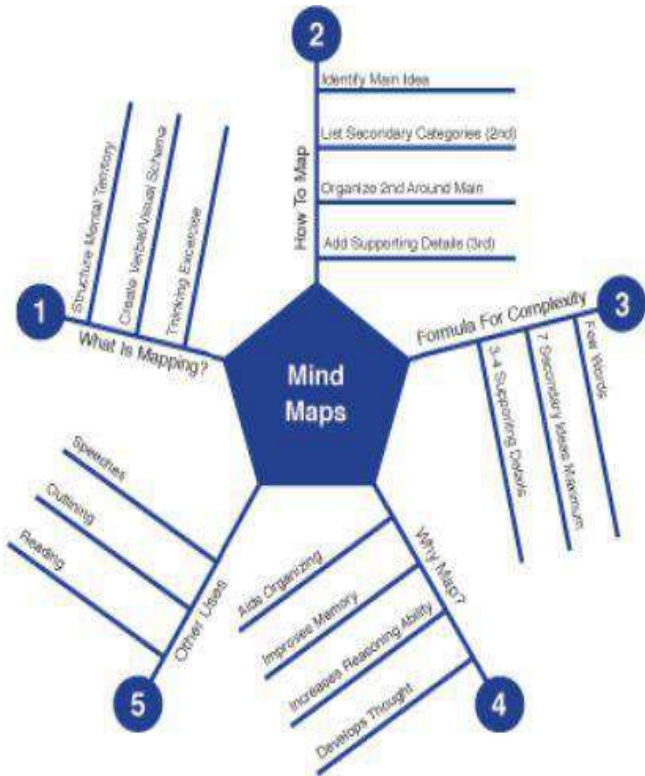 Mind
Maps
1
What Is Mapping?
Structure Mental Territory
Create Verbal/Visual Schema
Thinking Excercise
2
How To Map
Identify Main Idea
List Secondary Categories (2nd)
Organize 2nd Around Main
Add Supporting Details (3rd)
3
Formula For Complexity
3-4 Supporting Details
7 Secondary Ideas Maximum
Few Words
4
Why Map?
Aids Organizing
Improves Memory
Increases Reasoning Ability
Develops Thought
5
Other Uses
Speeches
Outlining
Reading